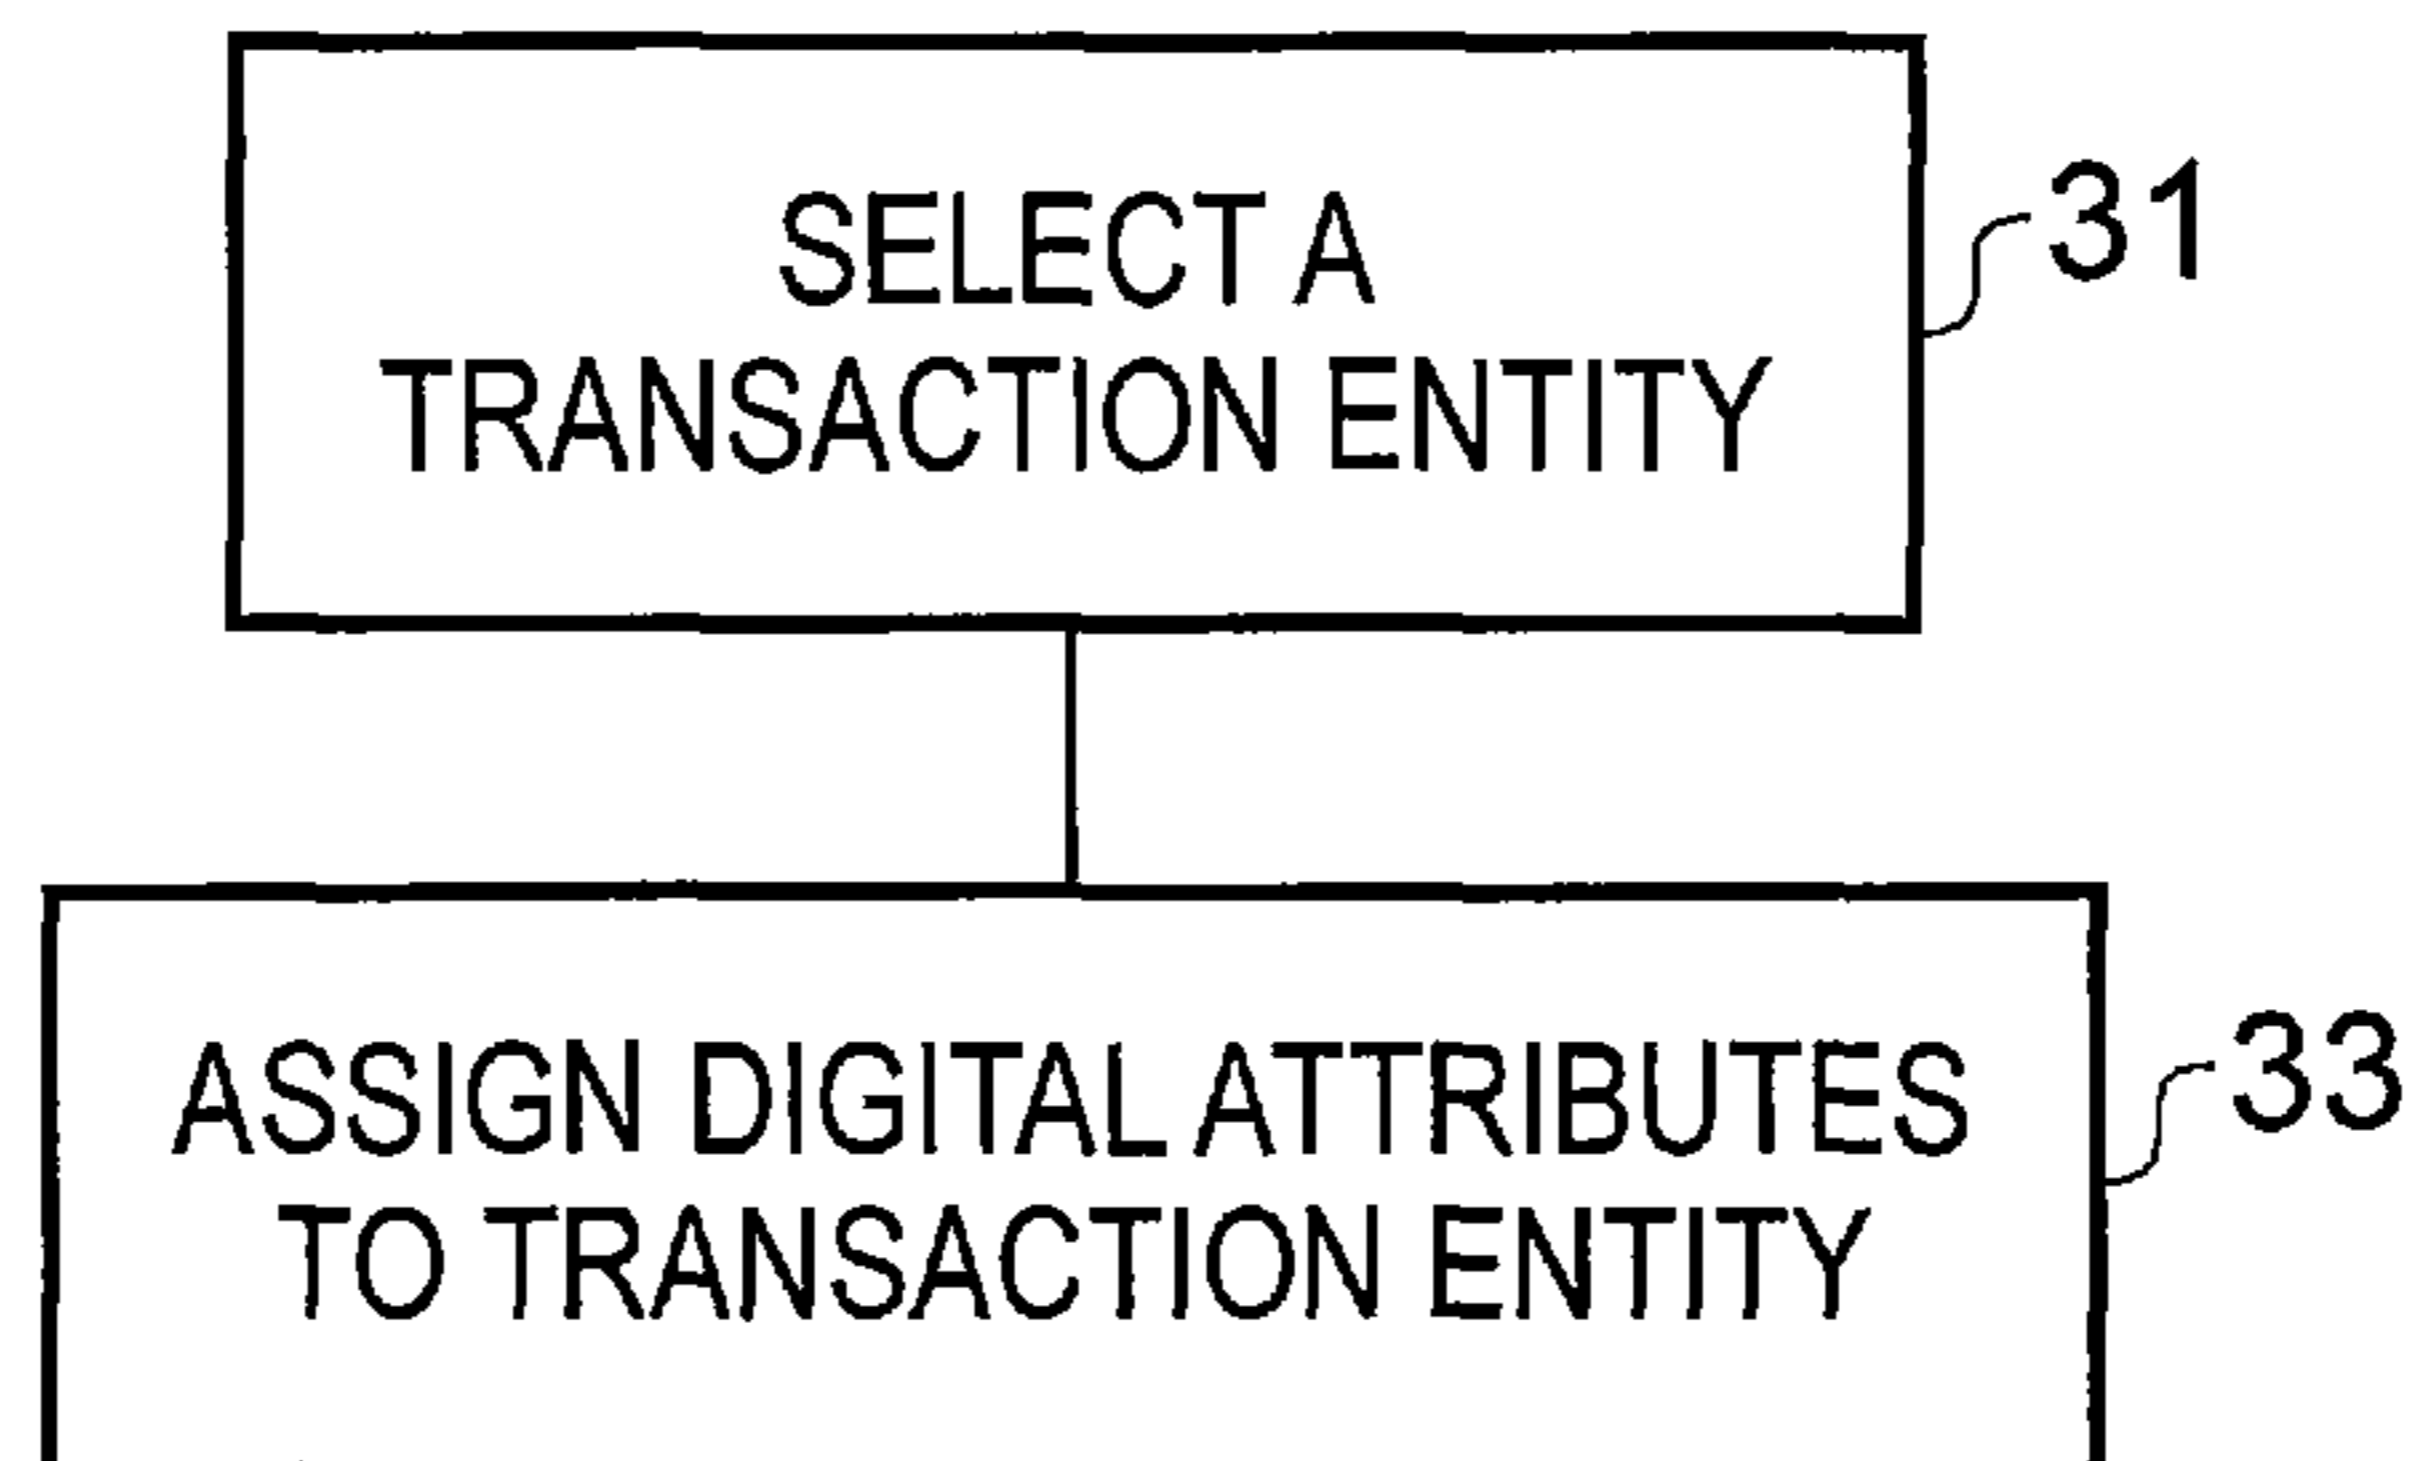 SELECT A
TRANSACTION ENTITY
31
ASSIGN DIGITAL ATTRIBUTES
TO TRANSACTION ENTITY
33